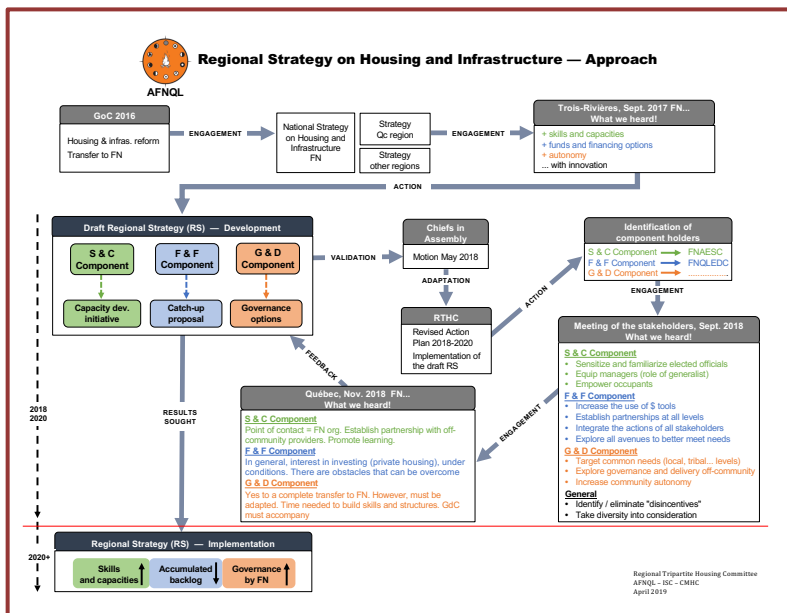 Regional Strategy on Housing and Infrastructure — Approach
AFNQL
GoC 2016
Housing & infras. reform
Transfer to FN
ENGAGEMENT
National Strategy
on Housing and
Infrastructure
FN
Strategy
Qc region
Strategy
other regions
ENGAGEMENT
Trois-Rivières, Sept. 2017 FN...
What we heard!
+ skills and capacities
+ funds and financing options
+ autonomy
... with innovation
ACTION
Draft Regional Strategy (RS) — Development
S & C
Component
F & F
Component
G & D
Component
Capacity dev.
initiative
Catch-up
proposal
Governance
options
VALIDATION
Chiefs in
Assembly
Motion May 2018
ADAPTATION
RTHC
Revised Action
Plan 2018-2020
Implementation of
the draft RS
ACTION
Identification of
component holders
S & C Component FNAESC
F & F Component FNQLEDC
G & D Component ...................
ENGAGEMENT
Meeting of the stakeholders, Sept. 2018
What we heard!
S & C Component
• Sensitize and familiarize elected officials
• Equip managers (role of generalist)
• Empower occupants
F & F Component
• Increase the use of $ tools
• Establish partnerships at all levels
• Integrate the actions of all stakeholders
• Explore all avenues to better meet needs
G & D Component
• Target common needs (local, tribal... levels)
• Explore governance and delivery off-community
• Increase community autonomy
General
• Identify / eliminate "disincentives"
• Take diversity into consideration
ENGAGEMENT
Québec, Nov. 2018 FN...
What we heard!
S & C Component
Point of contact = FN org. Establish partnership with off-
community providers. Promote learning.
F & F Component
In general, interest in investing (private housing), under
conditions. There are obstacles that can be overcome
G & D Component
Yes to a complete transfer to FN. However, must be
adapted. Time needed to build skills and structures. GdC
must accompany
FEEDBACK
RESULTS
SOUGHT
2018
2020
2020+
Regional Strategy (RS) — Implementation
Skills
and capacities
Accumulated
backlog
Governance
by FN
Regional Tripartite Housing Committee
AFNQL – ISC – CMHC
April 2019